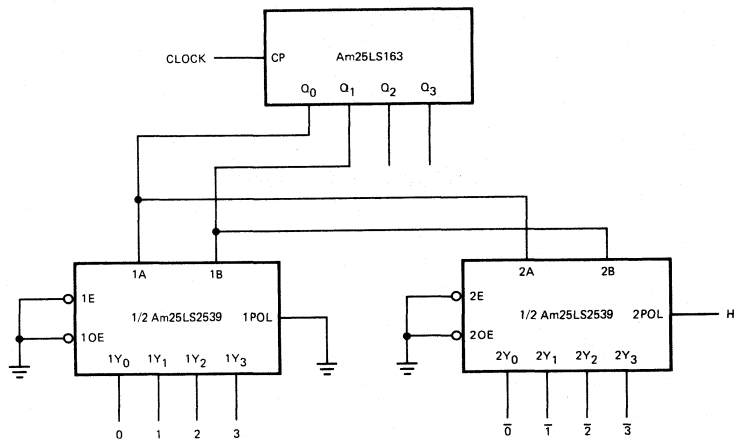 Am25LS163
CLOCK CP
Q0 Q1 Q2 Q3
1A 1B
1E
1/2 Am25LS2539 1POL
1OE
1Y0 1Y1 1Y2 1Y3
0 1 2 3
2A 2B
2E
1/2 Am25LS2539 2POL H
2OE
2Y0 2Y1 2Y2 2Y3
0̅ 1̅ 2̅ 3̅